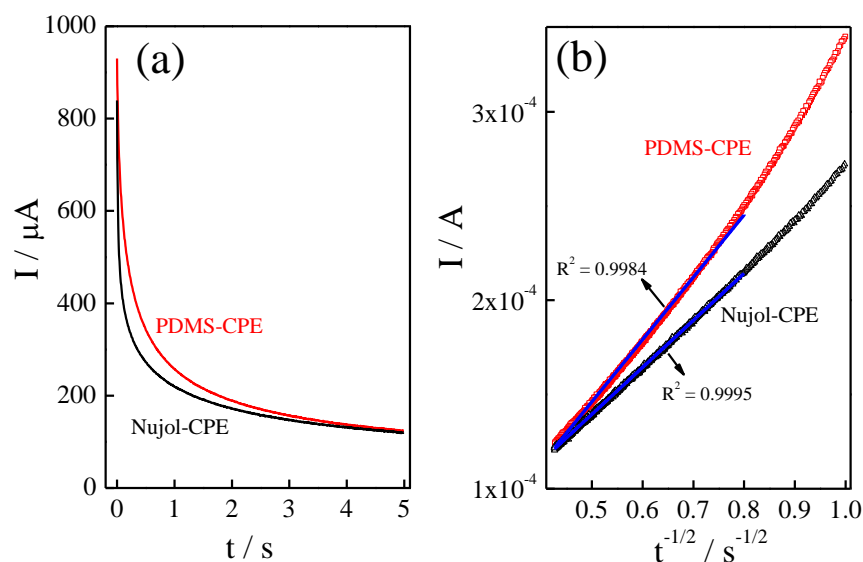 (a)
1000
800
600
400
200
0
I / μA
PDMS-CPE
Nujol-CPE
0 1 2 3 4 5
t / s
(b)
3x10⁻⁴
2x10⁻⁴
1x10⁻⁴
I / A
PDMS-CPE
R² = 0.9984
Nujol-CPE
R² = 0.9995
0.5 0.6 0.7 0.8 0.9 1.0
t⁻¹/² / s⁻¹/²